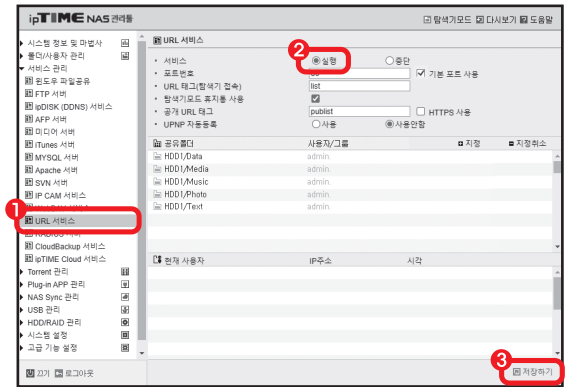 ipTIME NAS 관리툴
탐색기모드 다시보기 도움말
시스템 정보 및 마법사
폴더/사용자 관리
서비스 관리
윈도우 파일공유
FTP 서버
ipDISK (DDNS) 서비스
AFP 서버
미디어 서버
iTunes 서버
MYSQL 서버
Apache 서버
SVN 서버
IP CAM 서비스
1
URL 서비스
CloudBackup 서비스
ipTIME Cloud 서비스
Torrent 관리
Plug-in APP 관리
NAS Sync 관리
USB 관리
HDD/RAID 관리
시스템 설정
고급 기능 설정
끄기 로그아웃
URL 서비스
2
서비스 실행 중단
포트번호 기본 포트 사용
URL 태그(탐색기 접속) list
탐색기모드 휴지통 사용
공개 URL 태그 publist HTTPS 사용
UPNP 자동등록 사용 사용안함
공유폴더 사용자/그룹 지정 지정취소
HDD1/Data admin
HDD1/Media admin
HDD1/Music admin
HDD1/Photo admin
HDD1/Text admin
현재 사용자 IP주소 시각
3
저장하기